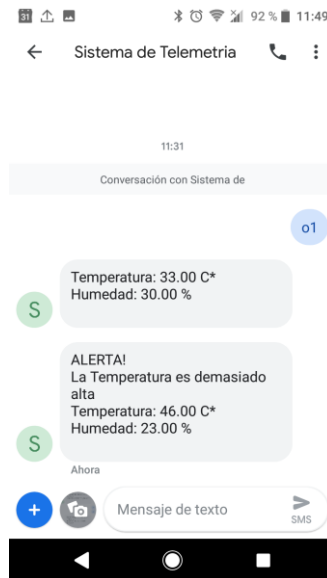 31 92 % 11:49
Sistema de Telemetria
11:31
Conversación con Sistema de
o1
Temperatura: 33.00 C*
Humedad: 30.00 %
S
ALERTA!
La Temperatura es demasiado
alta
Temperatura: 46.00 C*
Humedad: 23.00 %
S
Ahora
Mensaje de texto
SMS